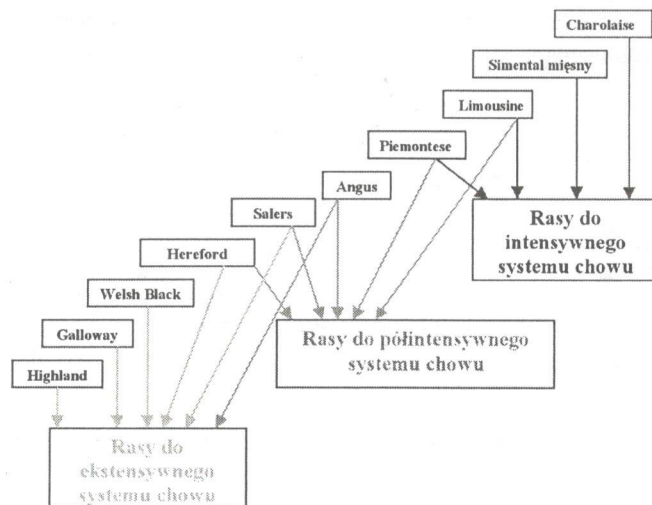 Charolaise
Simental mięsny
Limousine
Piemontese
Angus
Salers
Hereford
Welsh Black
Galloway
Highland
Rasy do
intensywnego
systemu chowu
Rasy do półintensywnego
systemu chowu
Rasy do
ekstensywnego
systemu chowu